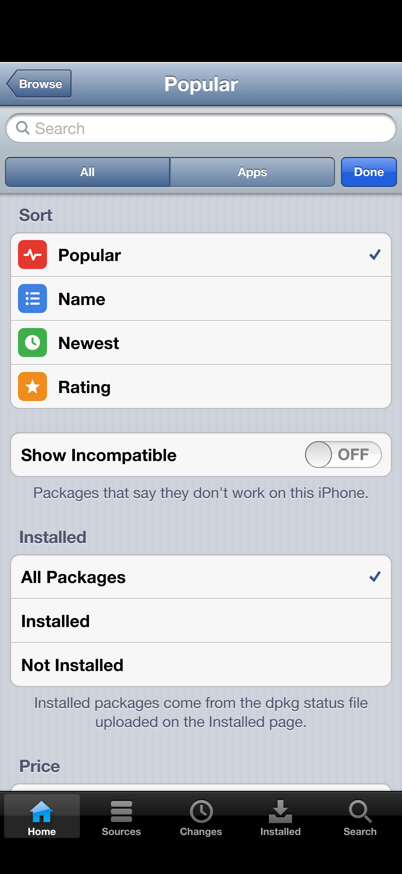 Browse
Popular
Search
All
Apps
Done
Sort
Popular
Name
Newest
Rating
Show Incompatible
OFF
Packages that say they don't work on this iPhone.
Installed
All Packages
Installed
Not Installed
Installed packages come from the dpkg status file
uploaded on the Installed page.
Price
Home
Sources
Changes
Installed
Search